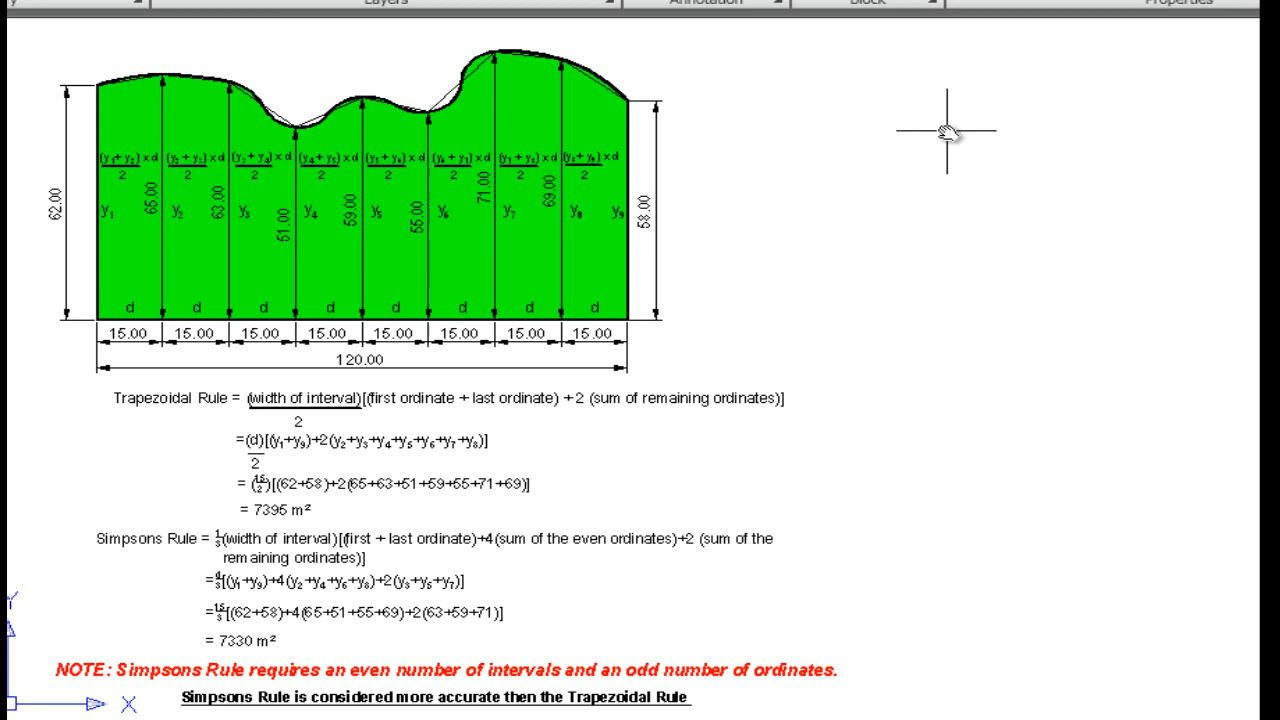 Layers Annotation Block Properties
(y₁+ y₂) × d (y₂ + y₃) × d (y₃ + y₄) × d (y₄ + y₅) × d (y₅ + y₆) × d (y₆ + y₇) × d (y₇ + y₈) × d (y₈ + y₉) × d
2 2 2 2 2 2 2 2
62.00 65.00 63.00 51.00 59.00 55.00 71.00 69.00 58.00
y₁ y₂ y₃ y₄ y₅ y₆ y₇ y₈ y₉
d d d d d d d d
15.00 15.00 15.00 15.00 15.00 15.00 15.00 15.00
120.00
Trapezoidal Rule = (width of interval)[(first ordinate + last ordinate) + 2 (sum of remaining ordinates)]
2
=(d)[(y₁+y₉)+2(y₂+y₃+y₄+y₅+y₆+y₇+y₈)]
2
= (15/2)[(62+58)+2(65+63+51+59+55+71+69)]
= 7395 m²
Simpsons Rule = 1/3(width of interval)[(first + last ordinate)+4(sum of the even ordinates)+2 (sum of the
remaining ordinates)]
=d/3[(y₁+y₉)+4(y₂+y₄+y₆+y₈)+2(y₃+y₅+y₇)]
=15/3[(62+58)+4(65+51+55+69)+2(63+59+71)]
= 7330 m²
NOTE: Simpsons Rule requires an even number of intervals and an odd number of ordinates.
Simpsons Rule is considered more accurate then the Trapezoidal Rule
Y
X